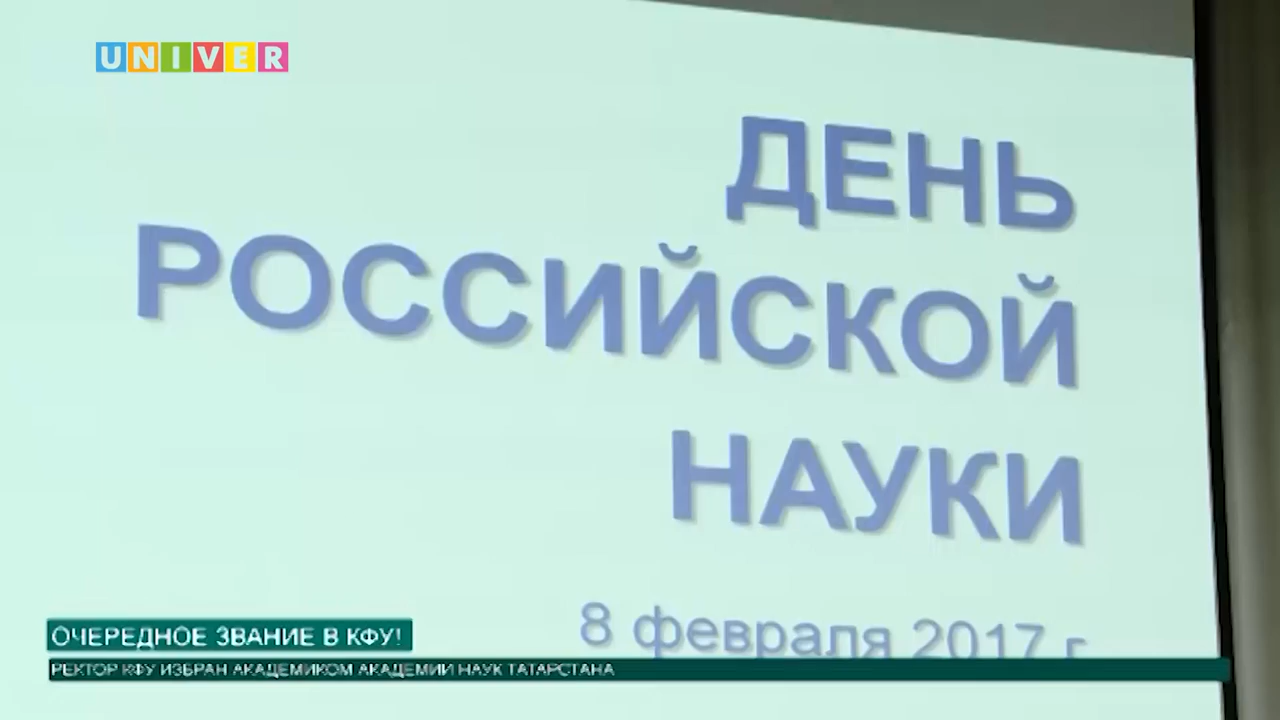 UNIVER
ДЕНЬ
РОССИЙСКОЙ
НАУКИ
8 февраля 2017 г
ОЧЕРЕДНОЕ ЗВАНИЕ В КФУ!
РЕКТОР КФУ ИЗБРАН АКАДЕМИКОМ АКАДЕМИИ НАУК ТАТАРСТАНА